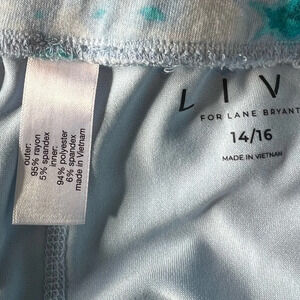 outer:
95% rayon
5% spandex
inner:
94% polyester
6% spandex
made in Vietnam
LIV
FOR LANE BRYANT
14/16
MADE IN VIETNAM